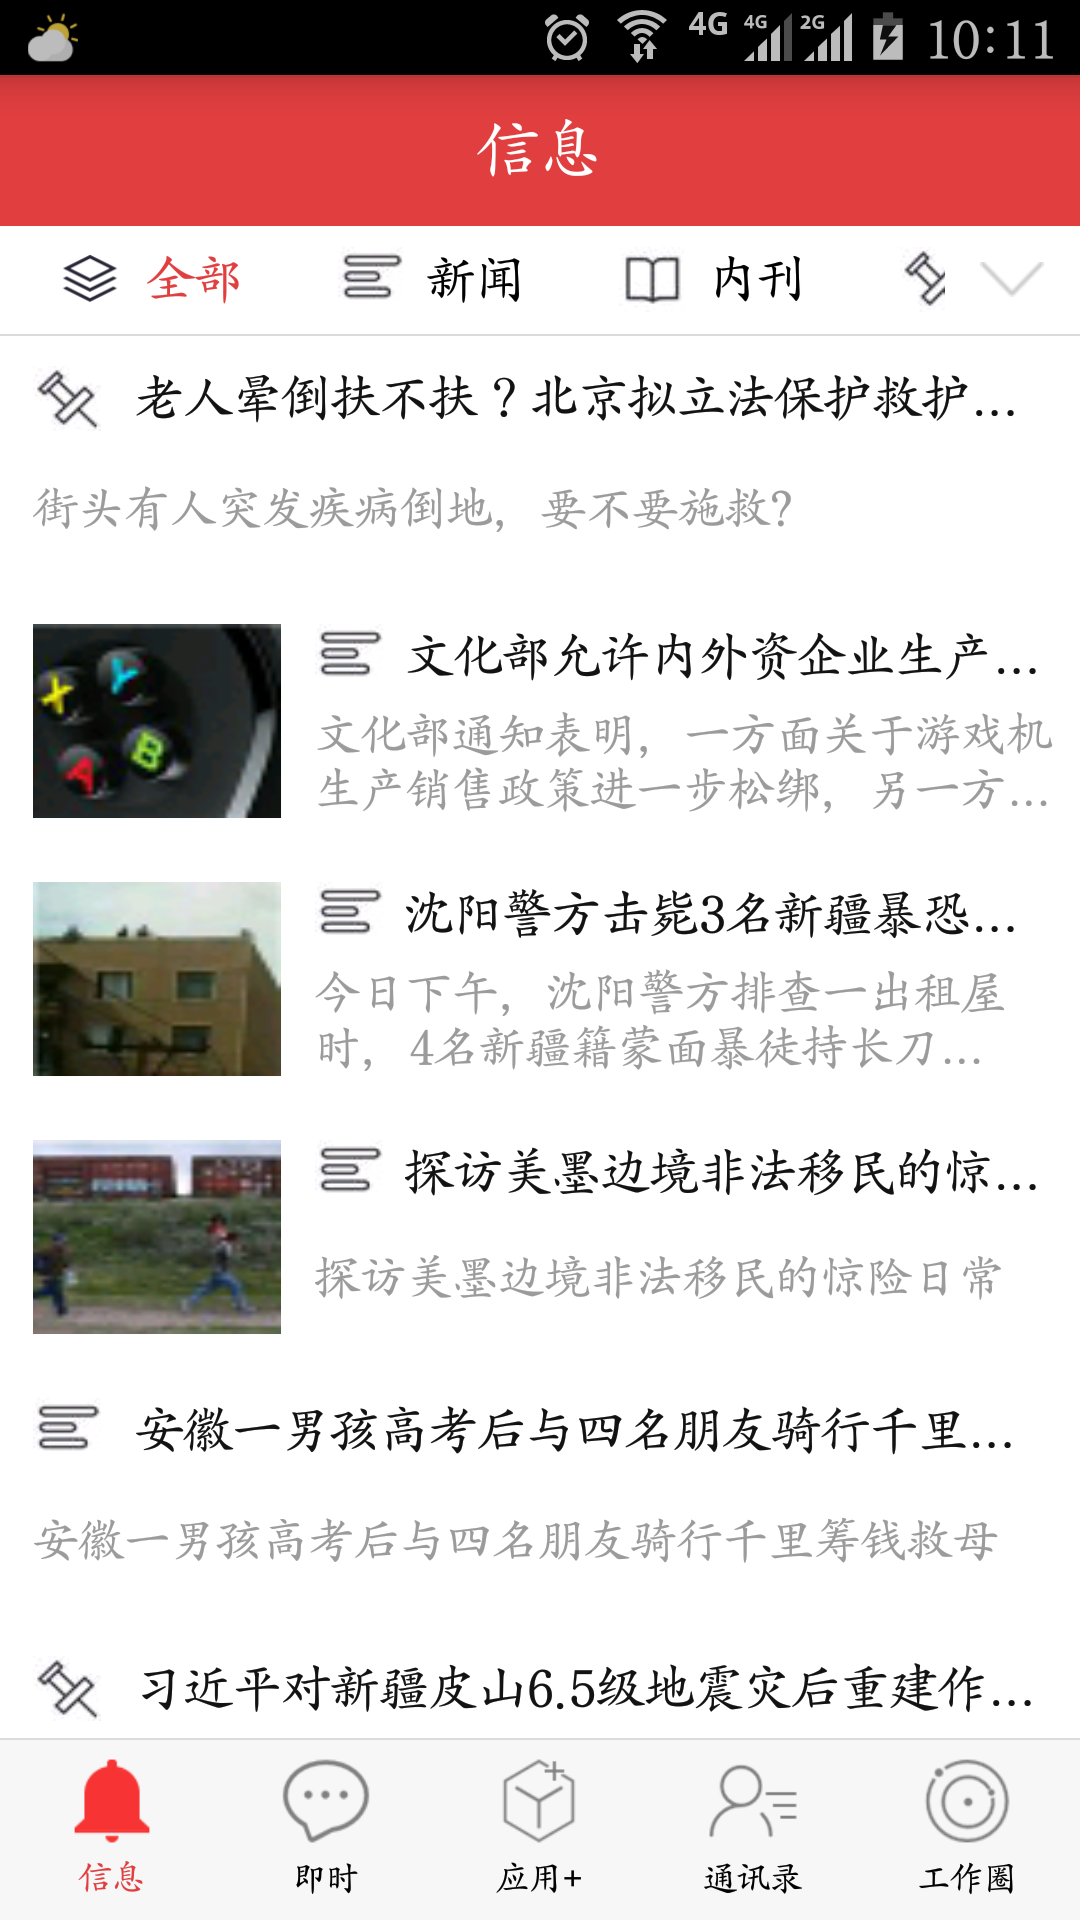 4G 4G 2G 10:11
信息
全部 新闻 内刊
老人晕倒扶不扶？北京拟立法保护救护...
街头有人突发疾病倒地，要不要施救?
文化部允许内外资企业生产...
文化部通知表明，一方面关于游戏机
生产销售政策进一步松绑，另一方...
沈阳警方击毙3名新疆暴恐...
今日下午，沈阳警方排查一出租屋
时，4名新疆籍蒙面暴徒持长刀...
探访美墨边境非法移民的惊...
探访美墨边境非法移民的惊险日常
安徽一男孩高考后与四名朋友骑行千里...
安徽一男孩高考后与四名朋友骑行千里筹钱救母
习近平对新疆皮山6.5级地震灾后重建作...
信息 即时 应用+ 通讯录 工作圈